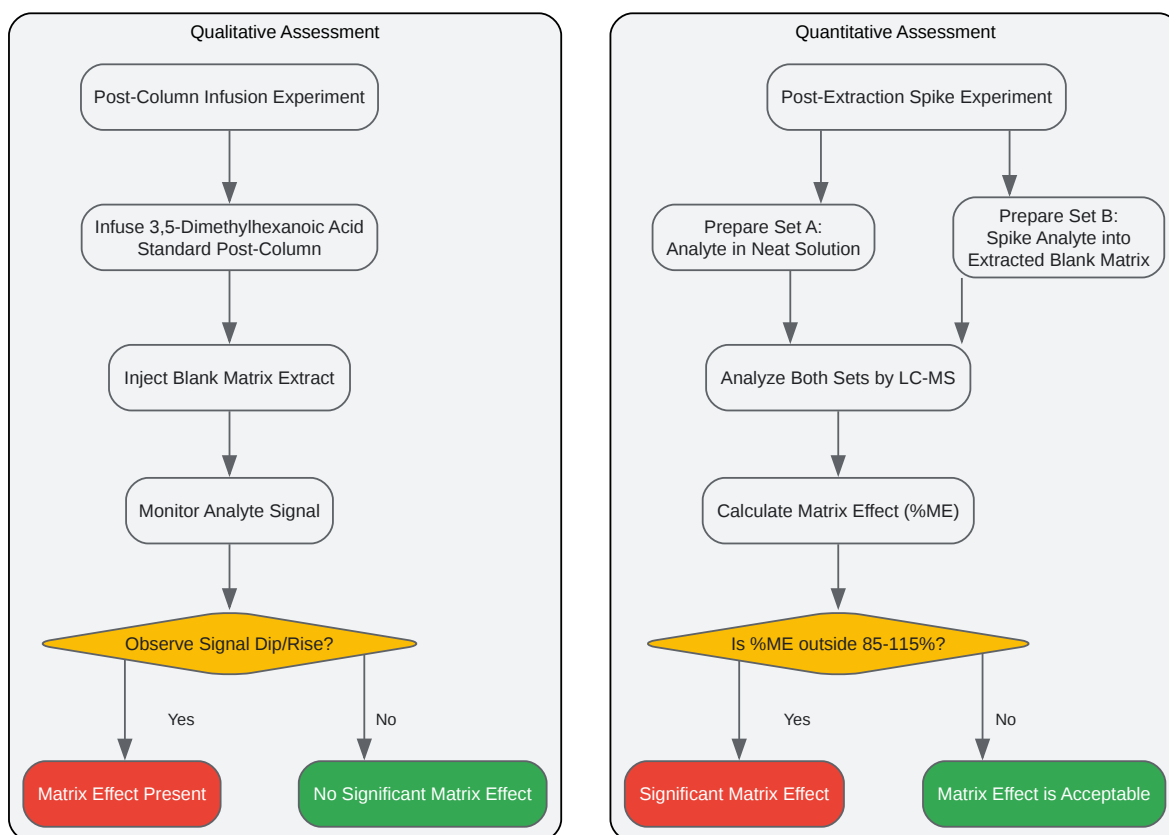 Qualitative Assessment
Post-Column Infusion Experiment
Infuse 3,5-Dimethylhexanoic Acid
Standard Post-Column
Inject Blank Matrix Extract
Monitor Analyte Signal
Observe Signal Dip/Rise?
Yes
No
Matrix Effect Present
No Significant Matrix Effect
Quantitative Assessment
Post-Extraction Spike Experiment
Prepare Set A:
Analyte in Neat Solution
Prepare Set B:
Spike Analyte into
Extracted Blank Matrix
Analyze Both Sets by LC-MS
Calculate Matrix Effect (%ME)
Is %ME outside 85-115%?
Yes
No
Significant Matrix Effect
Matrix Effect is Acceptable